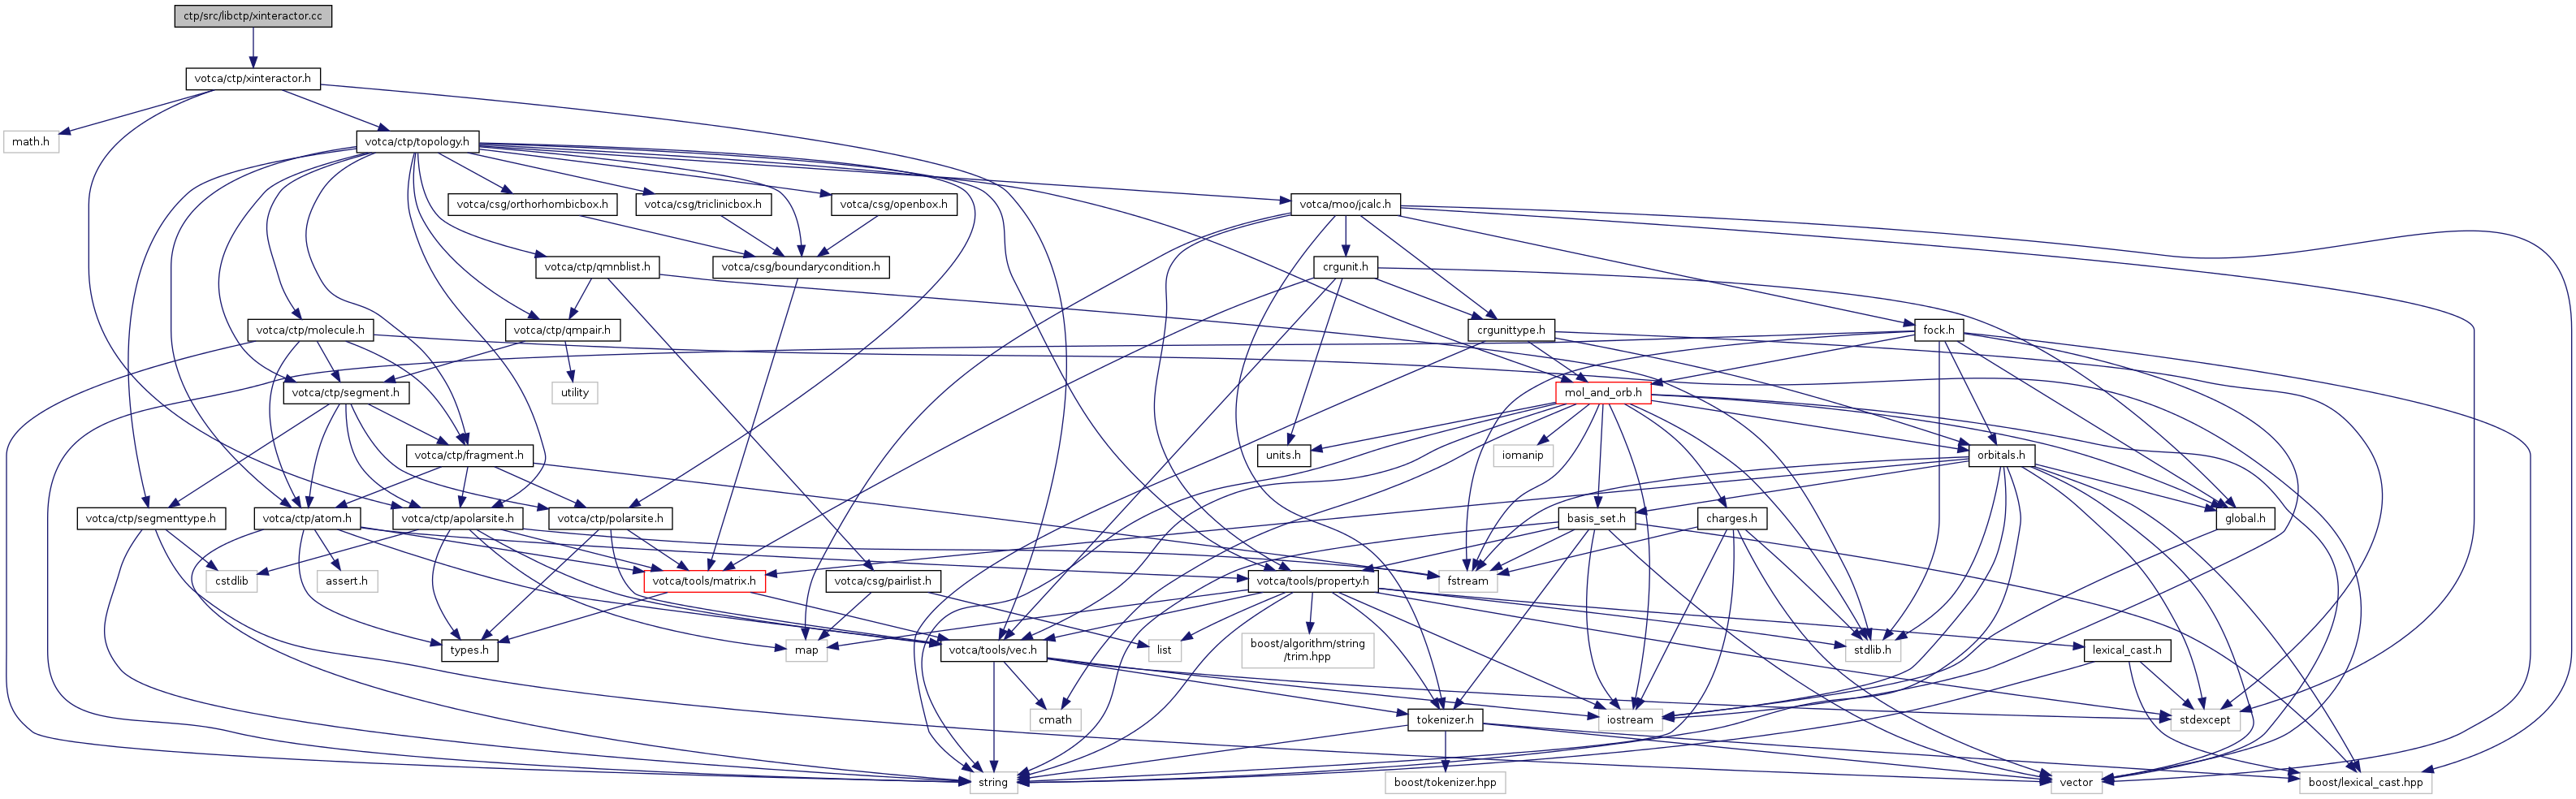 ctp/src/libctp/xinteractor.cc
votca/ctp/xinteractor.h
math.h
votca/ctp/topology.h
votca/csg/orthorhombicbox.h
votca/csg/triclinicbox.h
votca/csg/openbox.h
votca/moo/jcalc.h
votca/ctp/qmnblist.h
votca/csg/boundarycondition.h
crgunit.h
votca/ctp/molecule.h
votca/ctp/qmpair.h
crgunittype.h
fock.h
votca/ctp/segment.h
utility
mol_and_orb.h
votca/ctp/fragment.h
units.h
iomanip
orbitals.h
votca/ctp/segmenttype.h
votca/ctp/atom.h
votca/ctp/apolarsite.h
votca/ctp/polarsite.h
basis_set.h
charges.h
global.h
cstdlib
assert.h
votca/tools/matrix.h
votca/csg/pairlist.h
votca/tools/property.h
fstream
types.h
map
votca/tools/vec.h
list
boost/algorithm/string
/trim.hpp
stdlib.h
lexical_cast.h
cmath
tokenizer.h
iostream
stdexcept
string
boost/tokenizer.hpp
vector
boost/lexical_cast.hpp